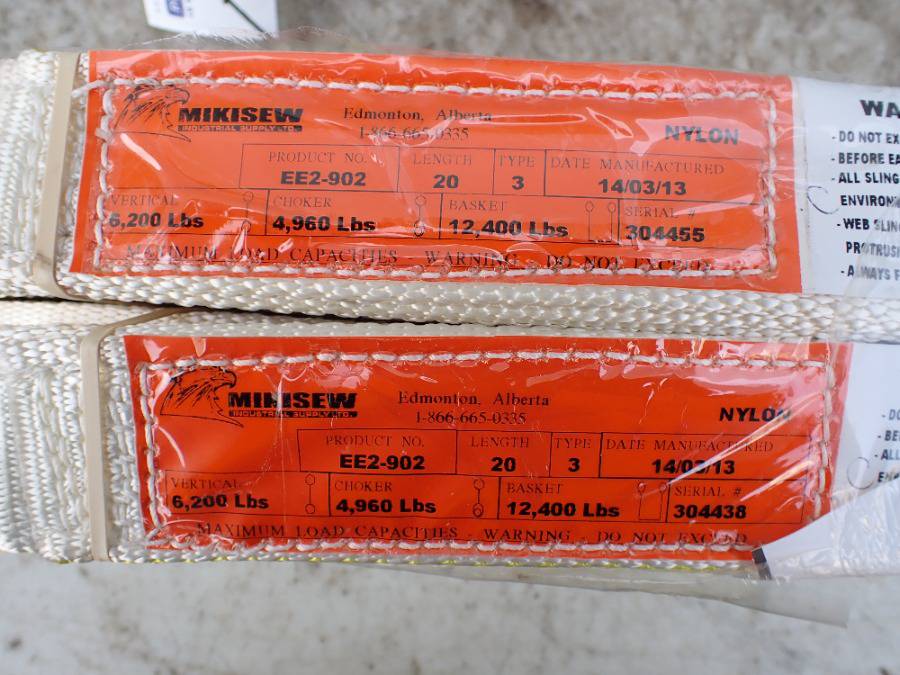 MIKISEW
INDUSTRIAL SUPPLY LTD.
Edmonton, Alberta
1-866-665-0335
NYLON
PRODUCT NO. LENGTH TYPE DATE MANUFACTURED
EE2-902 20 3 14/03/13
VERTICAL CHOKER BASKET SERIAL #
6,200 Lbs 4,960 Lbs 12,400 Lbs 304455
MAXIMUM LOAD CAPACITIES - WARNING - DO NOT EXCEED
WA
- DO NOT EX
- BEFORE EA
- ALL SLING
ENVIRON
- WEB SLING
PROTRUS
- ALWAYS F
MIKISEW
INDUSTRIAL SUPPLY LTD.
Edmonton, Alberta
1-866-665-0335
NYLON
PRODUCT NO. LENGTH TYPE DATE MANUFACTURED
EE2-902 20 3 14/03/13
VERTICAL CHOKER BASKET SERIAL #
6,200 Lbs 4,960 Lbs 12,400 Lbs 304438
MAXIMUM LOAD CAPACITIES - WARNING - DO NOT EXCEED
- DO
- BE
- ALL
EN